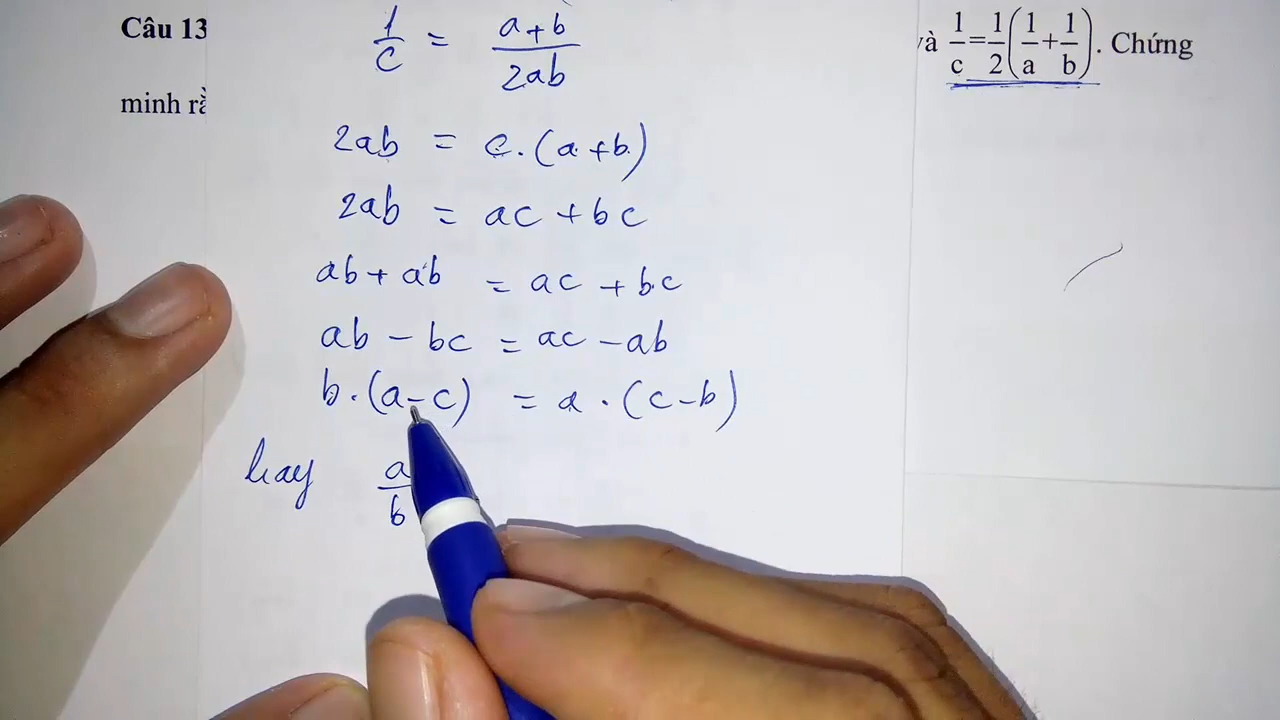 Câu 13
và 1/c=1/2(1/a+1/b). Chứng
minh rằ
1/c = a+b/2ab
2ab = c.(a+b)
2ab = ac+bc
ab+ab = ac+bc
ab-bc = ac-ab
b.(a-c) = a.(c-b)
hay a/b